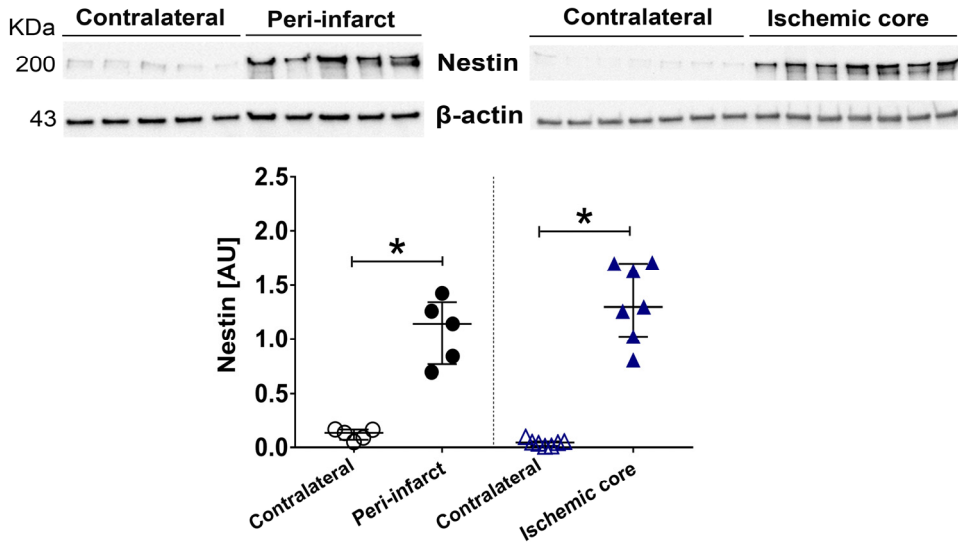 Contralateral Peri-infarct Contralateral Ischemic core
KDa
200 Nestin
43 β-actin
2.5
2.0
1.5
1.0
0.5
0.0
Nestin [AU]
* *
Contralateral Peri-infarct Contralateral Ischemic core